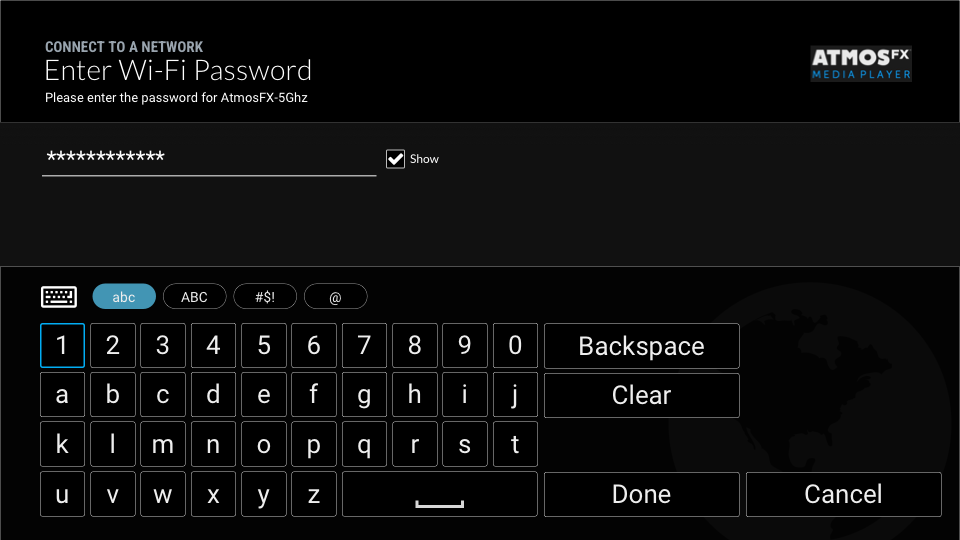 CONNECT TO A NETWORK
Enter Wi-Fi Password
Please enter the password for AtmosFX-5Ghz
ATMOSFX
MEDIA PLAYER
************ Show
abc ABC #$! @
1 2 3 4 5 6 7 8 9 0 Backspace
a b c d e f g h i j Clear
k l m n o p q r s t
u v w x y z Done Cancel